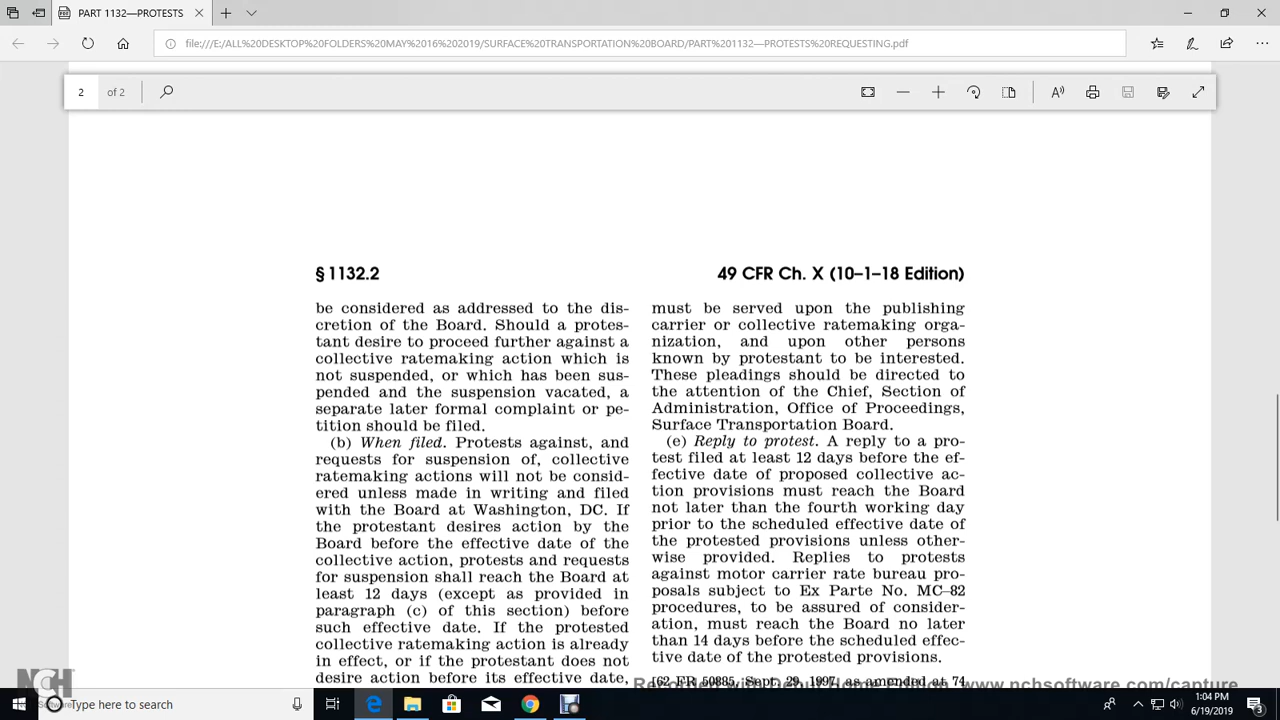 PART 1132—PROTESTS
file:///E:/ALL%20DESKTOP%20FOLDERS%20MAY%2016%202019/SURFACE%20TRANSPORTATION%20BOARD/PART%201132—PROTESTS%20REQUESTING.pdf
2 of 2
§ 1132.2
49 CFR Ch. X (10–1–18 Edition)
be considered as addressed to the dis-
cretion of the Board. Should a protes-
tant desire to proceed further against a
collective ratemaking action which is
not suspended, or which has been sus-
pended and the suspension vacated, a
separate later formal complaint or pe-
tition should be filed.
(b) When filed. Protests against, and
requests for suspension of, collective
ratemaking actions will not be consid-
ered unless made in writing and filed
with the Board at Washington, DC. If
the protestant desires action by the
Board before the effective date of the
collective action, protests and requests
for suspension shall reach the Board at
least 12 days (except as provided in
paragraph (c) of this section) before
such effective date. If the protested
collective ratemaking action is already
in effect, or if the protestant does not
desire action before its effective date,
must be served upon the publishing
carrier or collective ratemaking orga-
nization, and upon other persons
known by protestant to be interested.
These pleadings should be directed to
the attention of the Chief, Section of
Administration, Office of Proceedings,
Surface Transportation Board.
(e) Reply to protest. A reply to a pro-
test filed at least 12 days before the ef-
fective date of proposed collective ac-
tion provisions must reach the Board
not later than the fourth working day
prior to the scheduled effective date of
the protested provisions unless other-
wise provided. Replies to protests
against motor carrier rate bureau pro-
posals subject to Ex Parte No. MC–82
procedures, to be assured of consider-
ation, must reach the Board no later
than 14 days before the scheduled effec-
tive date of the protested provisions.
[62 FR 50885, Sept. 29, 1997, as amended at 74
www.nchsoftware.com/capture
NCH
Type here to search
1:04 PM
6/19/2019